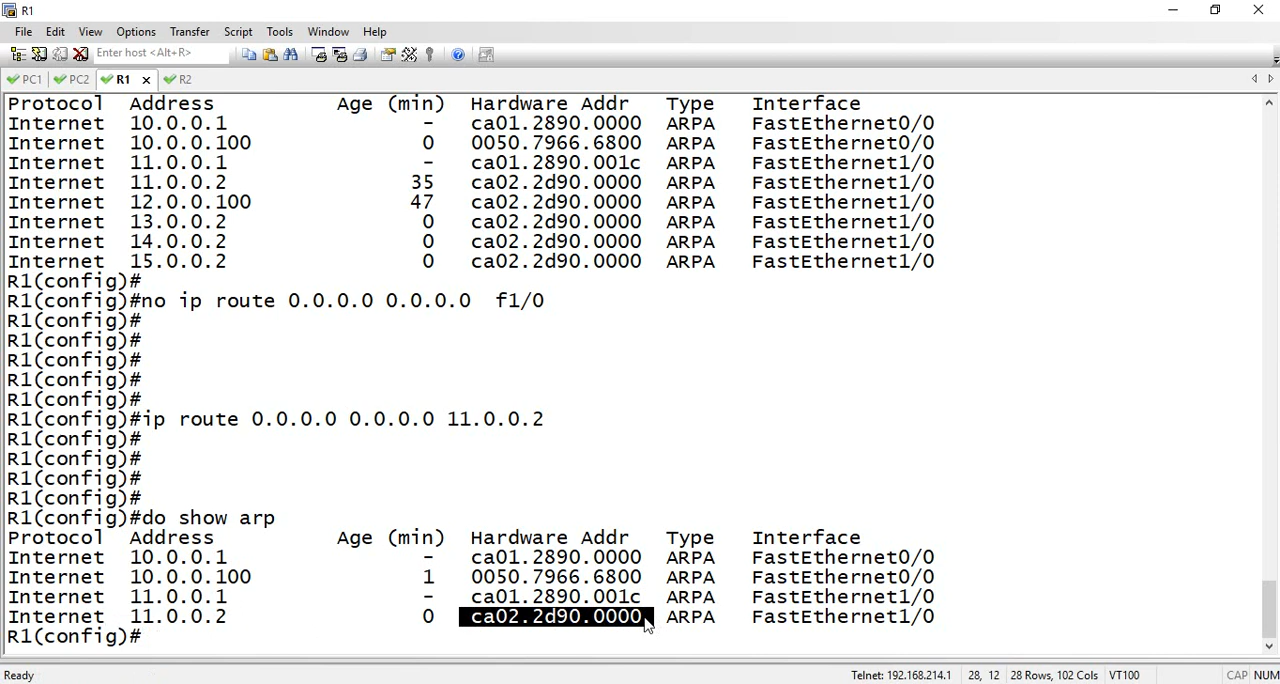 R1
File Edit View Options Transfer Script Tools Window Help
Enter host <Alt+R>
PC1 PC2 R1 R2
Protocol Address Age (min) Hardware Addr Type Interface
Internet 10.0.0.1 - ca01.2890.0000 ARPA FastEthernet0/0
Internet 10.0.0.100 0 0050.7966.6800 ARPA FastEthernet0/0
Internet 11.0.0.1 - ca01.2890.001c ARPA FastEthernet1/0
Internet 11.0.0.2 35 ca02.2d90.0000 ARPA FastEthernet1/0
Internet 12.0.0.100 47 ca02.2d90.0000 ARPA FastEthernet1/0
Internet 13.0.0.2 0 ca02.2d90.0000 ARPA FastEthernet1/0
Internet 14.0.0.2 0 ca02.2d90.0000 ARPA FastEthernet1/0
Internet 15.0.0.2 0 ca02.2d90.0000 ARPA FastEthernet1/0
R1(config)#
R1(config)#no ip route 0.0.0.0 0.0.0.0  f1/0
R1(config)#
R1(config)#
R1(config)#
R1(config)#
R1(config)#
R1(config)#ip route 0.0.0.0 0.0.0.0 11.0.0.2
R1(config)#
R1(config)#
R1(config)#
R1(config)#
R1(config)#do show arp
Protocol Address Age (min) Hardware Addr Type Interface
Internet 10.0.0.1 - ca01.2890.0000 ARPA FastEthernet0/0
Internet 10.0.0.100 1 0050.7966.6800 ARPA FastEthernet0/0
Internet 11.0.0.1 - ca01.2890.001c ARPA FastEthernet1/0
Internet 11.0.0.2 0 ca02.2d90.0000 ARPA FastEthernet1/0
R1(config)#
Ready Telnet: 192.168.214.1 28, 12 28 Rows, 102 Cols VT100 CAP NUM